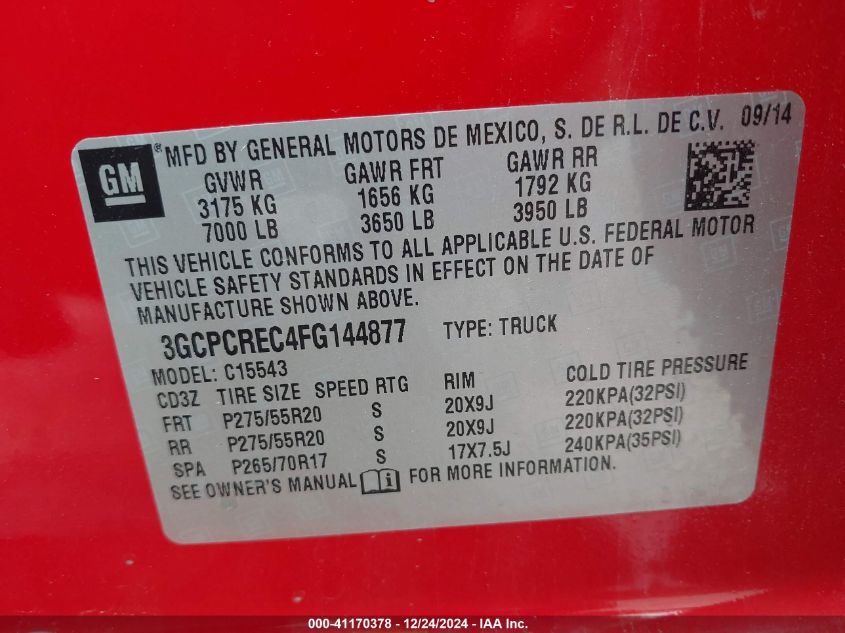 GM ® MFD BY GENERAL MOTORS DE MEXICO, S. DE R.L. DE C.V. 09/14
GVWR GAWR FRT GAWR RR
3175 KG 1656 KG 1792 KG
7000 LB 3650 LB 3950 LB
THIS VEHICLE CONFORMS TO ALL APPLICABLE U.S. FEDERAL MOTOR
VEHICLE SAFETY STANDARDS IN EFFECT ON THE DATE OF
MANUFACTURE SHOWN ABOVE.
3GCPCREC4FG144877 TYPE: TRUCK
MODEL: C15543
CD3Z TIRE SIZE SPEED RTG RIM COLD TIRE PRESSURE
FRT P275/55R20 S 20X9J 220KPA(32PSI)
RR P275/55R20 S 20X9J 220KPA(32PSI)
SPA P265/70R17 S 17X7.5J 240KPA(35PSI)
SEE OWNER'S MANUAL FOR MORE INFORMATION.
000-41170378 - 12/24/2024 - IAA Inc.